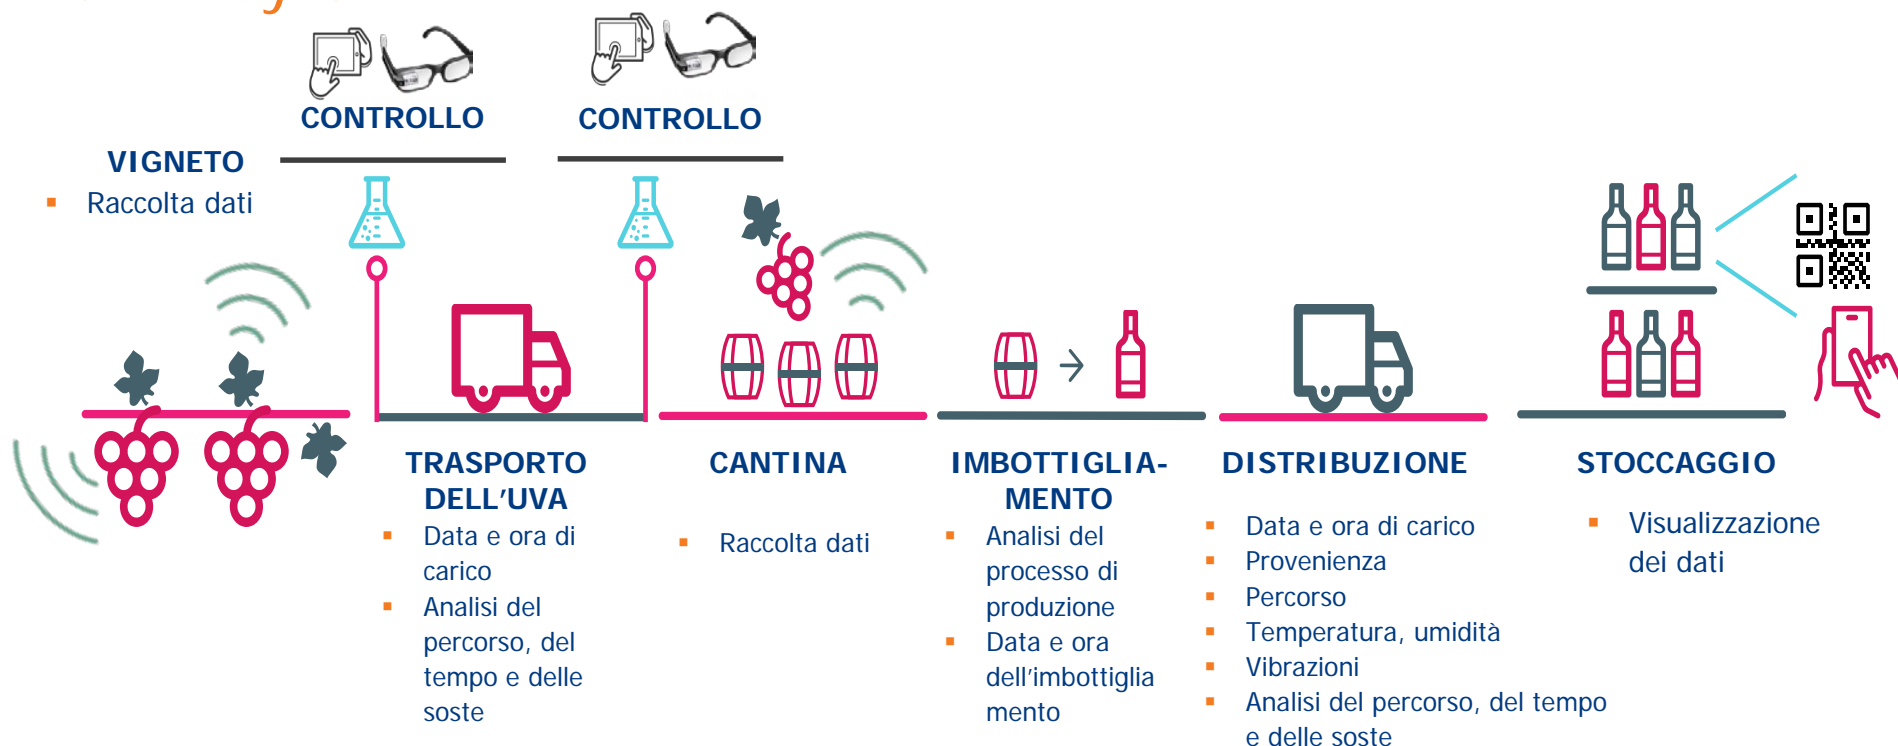 CONTROLLO
CONTROLLO
VIGNETO
Raccolta dati
TRASPORTO
DELL'UVA
Data e ora di
carico
Analisi del
percorso, del
tempo e delle
soste
CANTINA
Raccolta dati
IMBOTTIGLIA-
MENTO
Analisi del
processo di
produzione
Data e ora
dell'imbottiglia
mento
DISTRIBUZIONE
Data e ora di carico
Provenienza
Percorso
Temperatura, umidità
Vibrazioni
Analisi del percorso, del tempo
e delle soste
STOCCAGGIO
Visualizzazione
dei dati